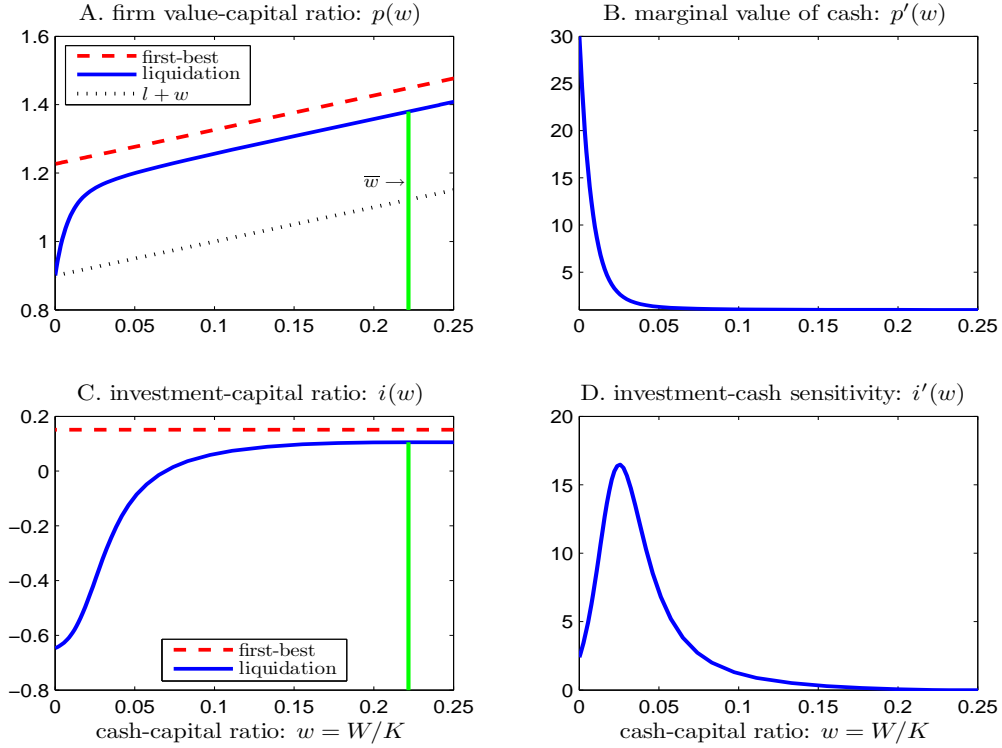 A. firm value-capital ratio: p(w)
1.6
1.4
1.2
1
0.8
first-best
liquidation
l + w
w̅ →
0 0.05 0.1 0.15 0.2 0.25
B. marginal value of cash: p′(w)
30
25
20
15
10
5
0 0.05 0.1 0.15 0.2 0.25
C. investment-capital ratio: i(w)
0.2
0
−0.2
−0.4
−0.6
−0.8
first-best
liquidation
0 0.05 0.1 0.15 0.2 0.25
cash-capital ratio: w = W/K
D. investment-cash sensitivity: i′(w)
20
15
10
5
0
0 0.05 0.1 0.15 0.2 0.25
cash-capital ratio: w = W/K